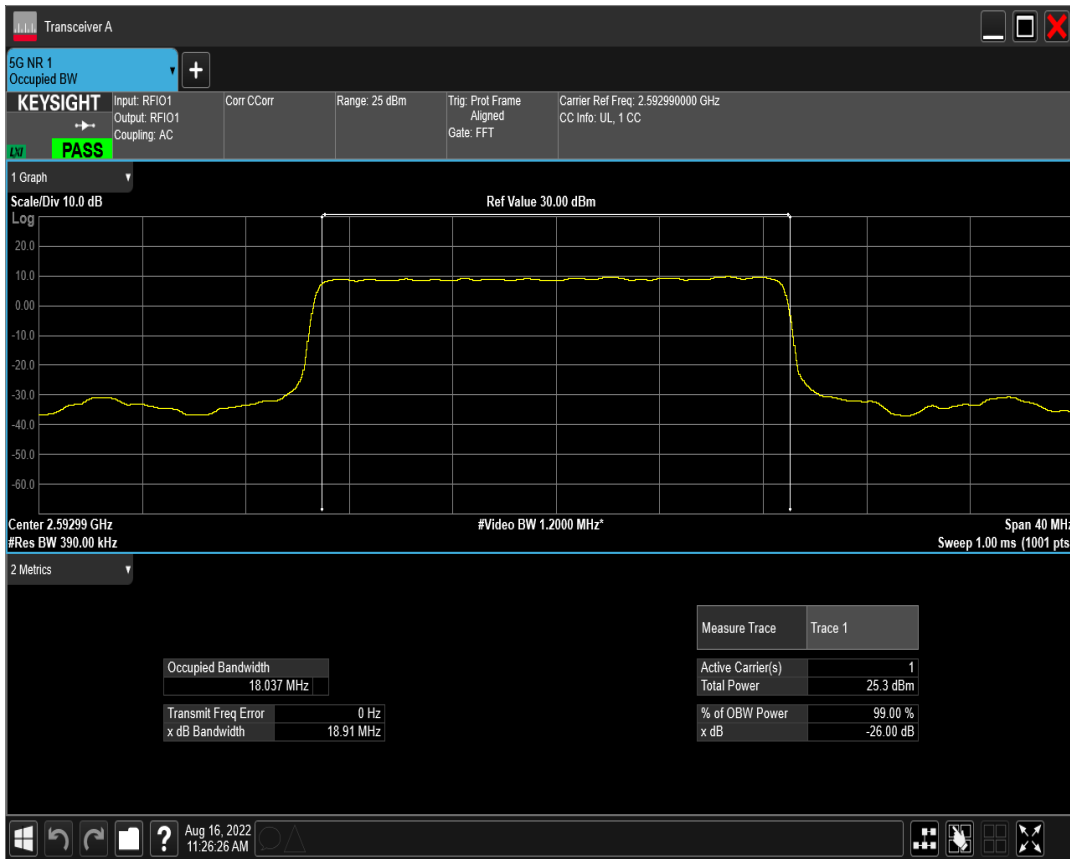 Transceiver A
5G NR 1
Occupied BW
KEYSIGHT
Input: RFIO1
Output: RFIO1
Coupling: AC
Corr CCorr
Range: 25 dBm
Trig: Prot Frame
Aligned
Gate: FFT
Carrier Ref Freq: 2.592990000 GHz
CC Info: UL, 1 CC
LXI
PASS
1 Graph
Scale/Div 10.0 dB
Ref Value 30.00 dBm
Log
20.0
10.0
0.00
-10.0
-20.0
-30.0
-40.0
-50.0
-60.0
Center 2.59299 GHz
#Video BW 1.2000 MHz*
Span 40 MHz
#Res BW 390.00 kHz
Sweep 1.00 ms (1001 pts
2 Metrics
Measure Trace Trace 1
Occupied Bandwidth
18.037 MHz
Active Carrier(s) 1
Total Power 25.3 dBm
Transmit Freq Error 0 Hz
x dB Bandwidth 18.91 MHz
% of OBW Power 99.00 %
x dB -26.00 dB
?
Aug 16, 2022
11:26:26 AM